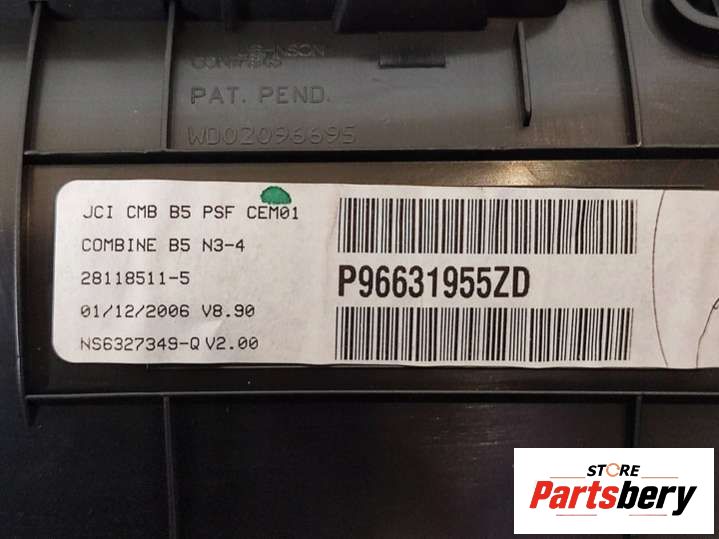 PAT. PEND.
WD02096695
JCI CMB B5 PSF CEM01
COMBINE B5 N3-4
28118511-5
01/12/2006 V8.90
NS6327349-Q V2.00
P96631955ZD
STORE
Partsbery